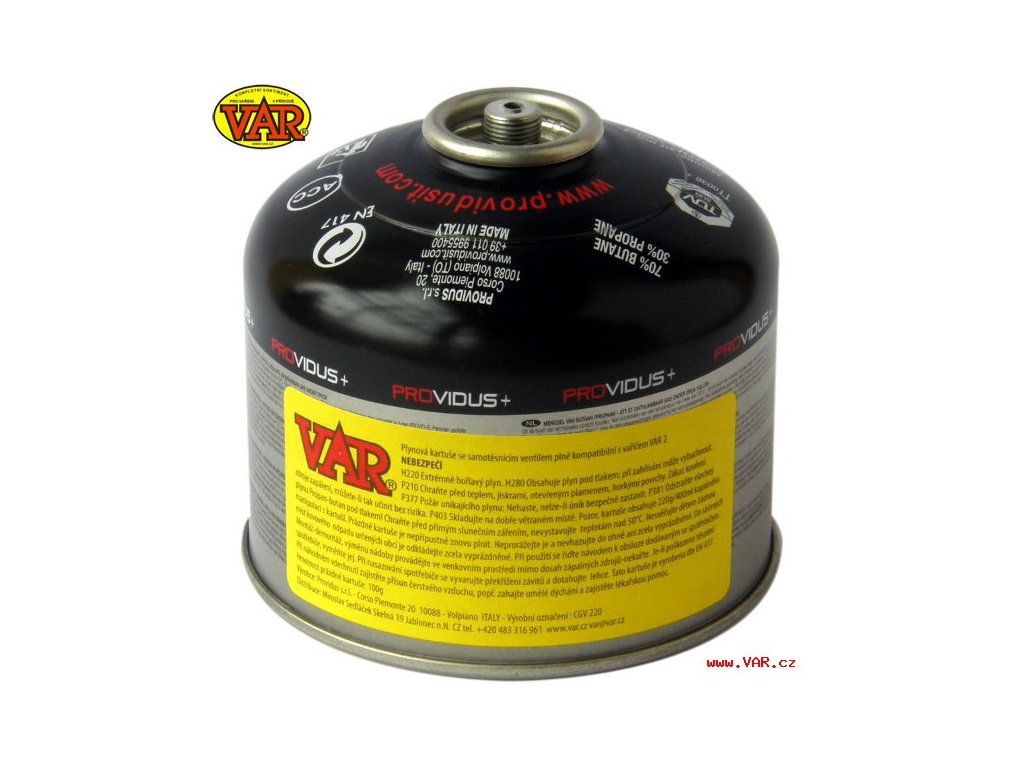 KOMPLETNÍ SORTIMENT
PRO VAŘENÍ V PŘÍRODĚ
VAR®
WWW.VAR.CZ
www.providusit.com
ACC
EN 417
MADE IN ITALY
+39 011 9955400
www.providusit.com
10088 Volpiano (TO) - Italy
Corso Piemonte, 20
PROVIDUS s.r.l.
70% BUTANE
30% PROPANE
TÜV
TT0036
PROVIDUS+
PROVIDUS+
PROVIDUS+
PROVIDUS+
NL MENGSEL VAN BUTAAN /PROPAAN
VAR®
Plynová kartuše se samotěsnícím ventilem plně kompatibilní s vařičem VAR 2
NEBEZPEČÍ
H220 Extrémně hořlavý plyn. H280 Obsahuje plyn pod tlakem; při zahřívání může vybuchnout.
P210 Chraňte před teplem, jiskrami, otevřeným plamenem, horkými povrchy. Zákaz kouření.
P377 Požár unikajícího plynu: Nehaste, nelze-li únik bezpečně zastavit. P381 Odstraňte všechny
zdroje zapálení, můžete-li tak učinit bez rizika. P403 Skladujte na dobře větraném místě. Pozor, kartuše obsahuje 220g/400ml kapalného
plynu Propan-butan pod tlakem! Chraňte před přímým slunečním zářením, nevystavujte teplotám nad 50°C. Nesvěřujte dětem žádnou
manipulaci s kartuší. Prázdné kartuše je nepřípustné znovu plnit. Neprorážejte je a nevhazujte do ohně ani zcela vyprázdněné. Do sběrných
míst kovového odpadu určených obcí je odkládejte zcela vyprázdněné. Při použití se řiďte návodem k obsluze dodávaným se spotřebičem.
Montáž-demontáž, výměnu nádoby provádějte ve venkovním prostředí mimo dosah zápalných zdrojů-nekuřte. Je-li poškozeno těsnění
spotřebiče, vyměňte jej. Při nasazování spotřebiče se vyvarujte překřížení závitů a dotahujte lehce. Tato kartuše je vyrobena dle EN 417.
Při náhodném vdechnutí zajistěte přísun čerstvého vzduchu, popř. zahajte umělé dýchání a zajistěte lékařskou pomoc.
Hmotnost prázdné kartuše: 100g
Výrobce: Providus s.r.l. - Corso Piemonte 20 10088 - Volpiano ITALY - Výrobní označení : CGV 220
Distribuce: Miroslav Sedláček Skelná 19 Jablonec n.N. CZ tel. +420 483 316 961 www.var.cz var@var.cz
www.VAR.cz